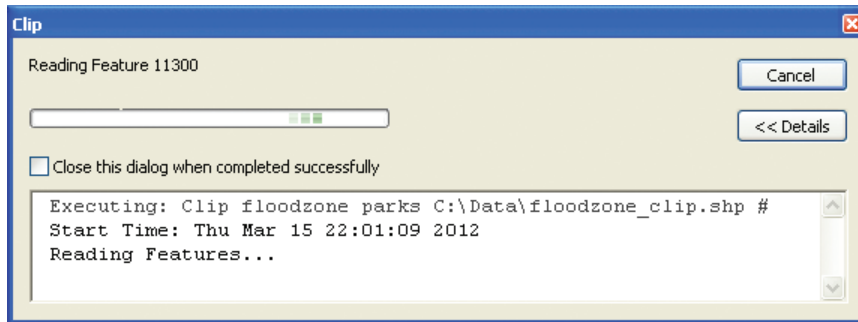 Clip
Reading Feature 11300
Cancel
<< Details
Close this dialog when completed successfully
Executing: Clip floodzone parks C:\Data\floodzone_clip.shp #
Start Time: Thu Mar 15 22:01:09 2012
Reading Features...